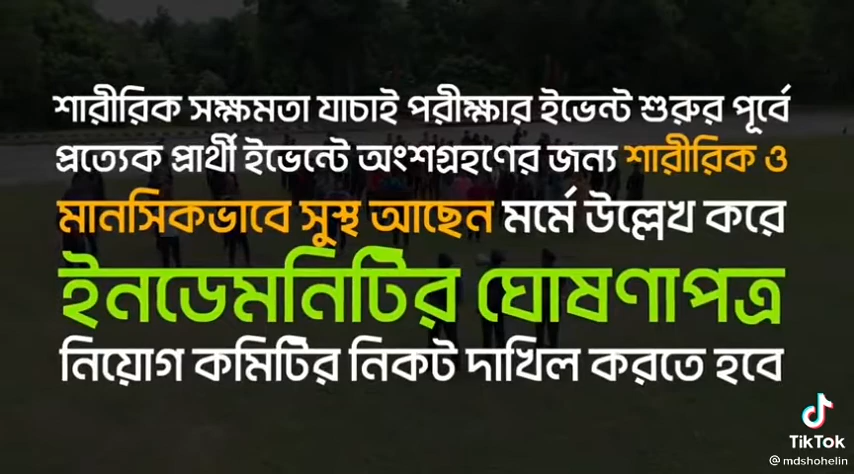 শারীরিক সক্ষমতা যাচাই পরীক্ষার ইভেন্ট শুরুর পূর্বে
প্রত্যেক প্রার্থী ইভেন্টে অংশগ্রহণের জন্য শারীরিক ও
মানসিকভাবে সুস্থ আছেন মর্মে উল্লেখ করে
ইনডেমনিটির ঘোষণাপত্র
নিয়োগ কমিটির নিকট দাখিল করতে হবে
TikTok
@mdshohelin